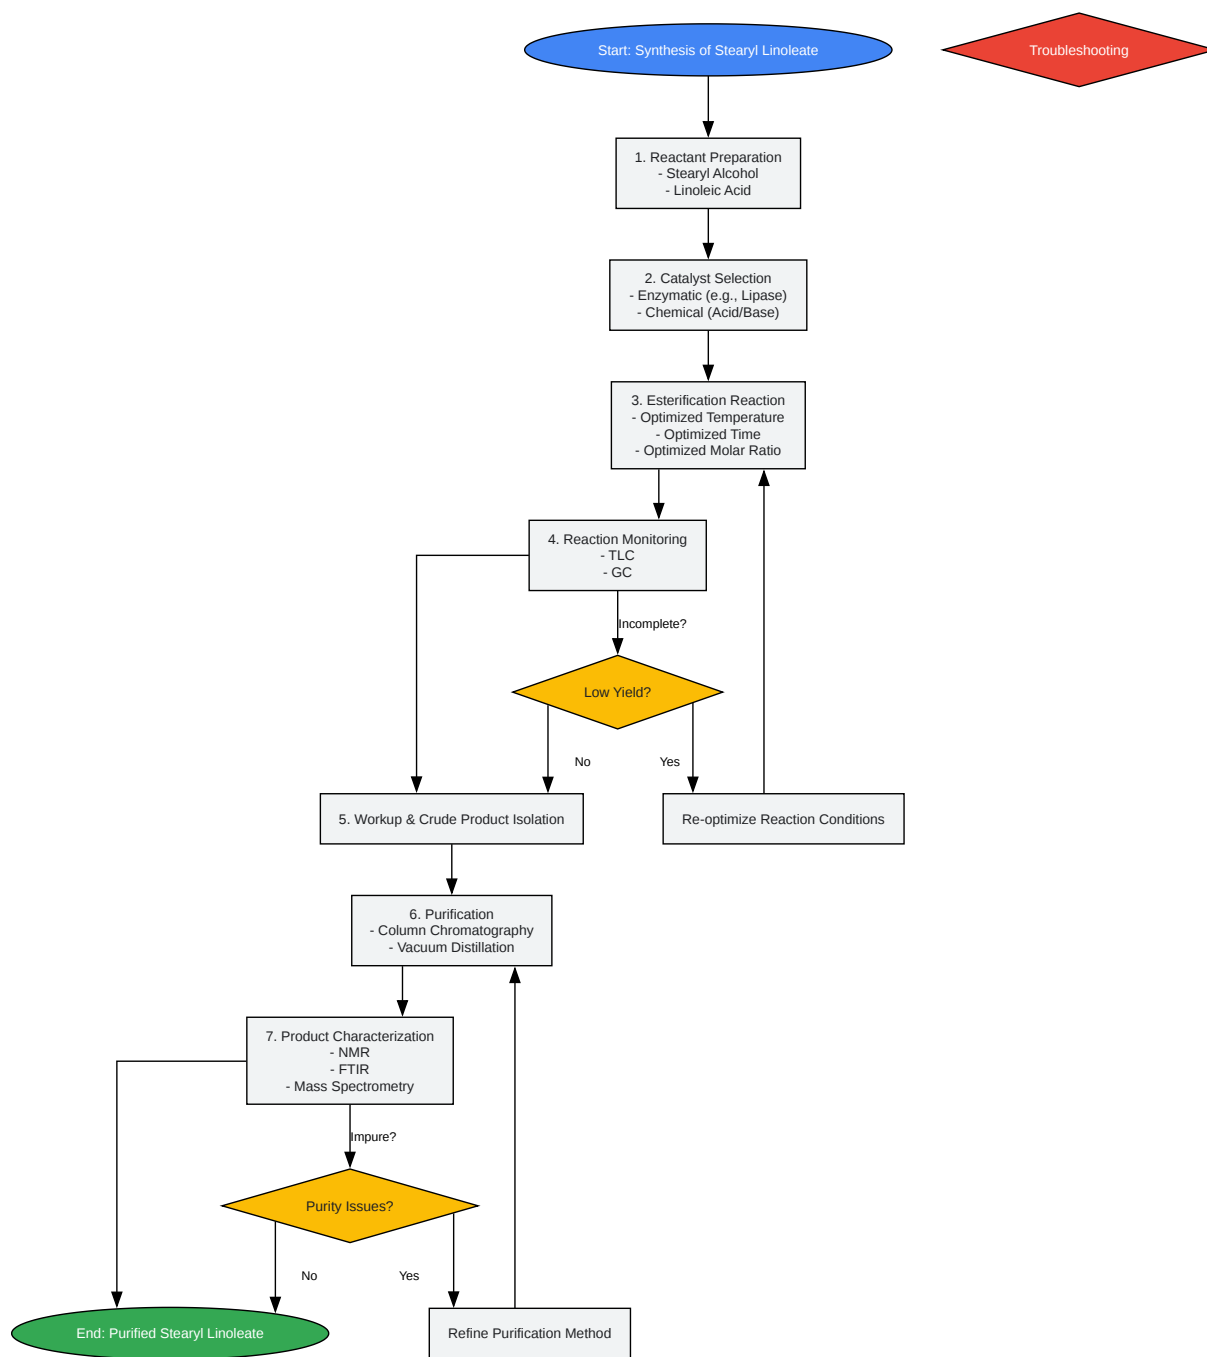 Start: Synthesis of Stearyl Linoleate
Troubleshooting
1. Reactant Preparation
- Stearyl Alcohol
- Linoleic Acid
2. Catalyst Selection
- Enzymatic (e.g., Lipase)
- Chemical (Acid/Base)
3. Esterification Reaction
- Optimized Temperature
- Optimized Time
- Optimized Molar Ratio
4. Reaction Monitoring
- TLC
- GC
Incomplete?
Low Yield?
No
Yes
5. Workup & Crude Product Isolation
Re-optimize Reaction Conditions
6. Purification
- Column Chromatography
- Vacuum Distillation
7. Product Characterization
- NMR
- FTIR
- Mass Spectrometry
Impure?
Purity Issues?
No
Yes
End: Purified Stearyl Linoleate
Refine Purification Method